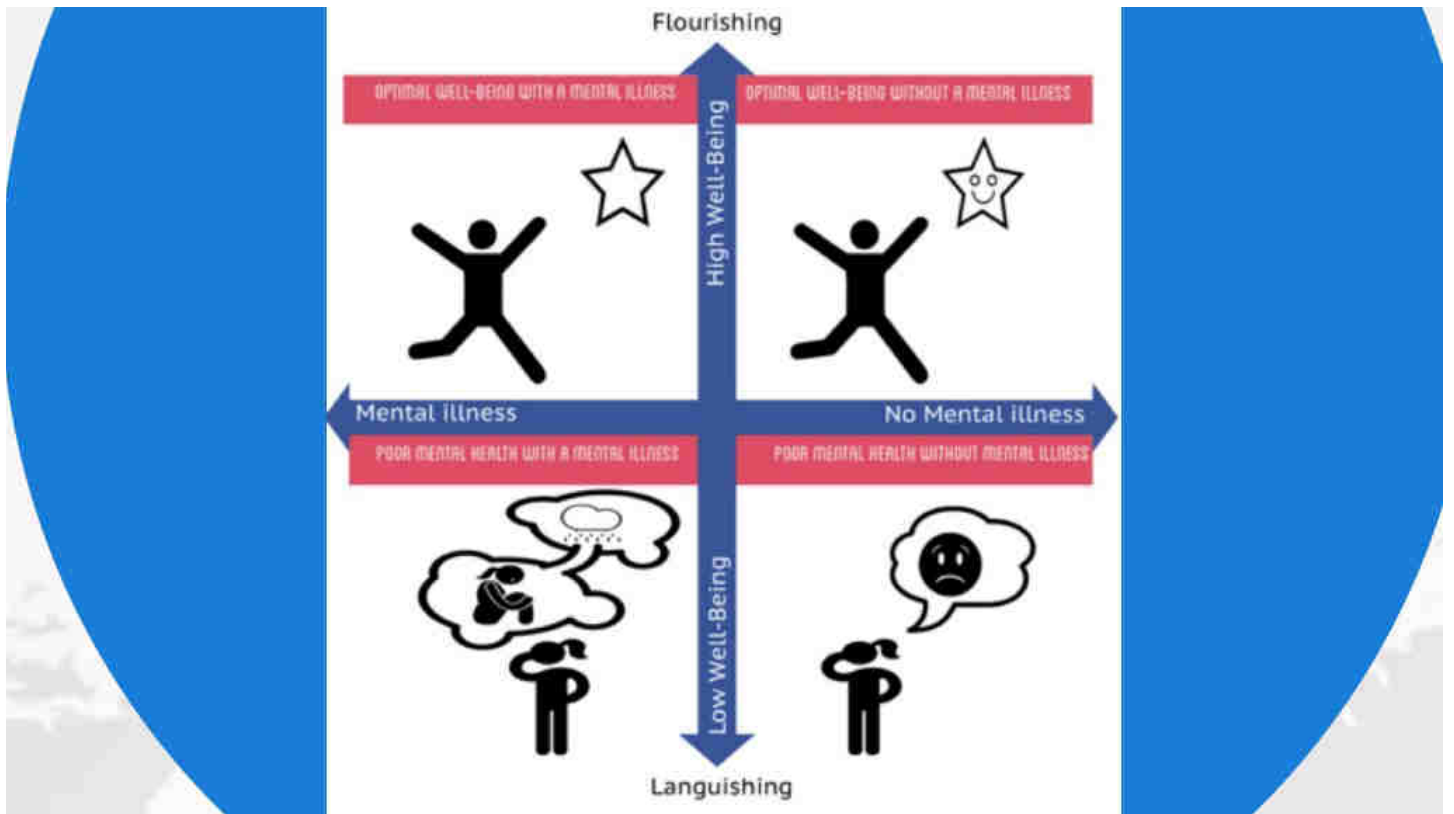 Flourishing
OPTIMAL WELL-BEING WITH A MENTAL ILLNESS
OPTIMAL WELL-BEING WITHOUT A MENTAL ILLNESS
High Well-Being
Mental illness
No Mental illness
POOR MENTAL HEALTH WITH A MENTAL ILLNESS
POOR MENTAL HEALTH WITHOUT MENTAL ILLNESS
Low Well-Being
Languishing